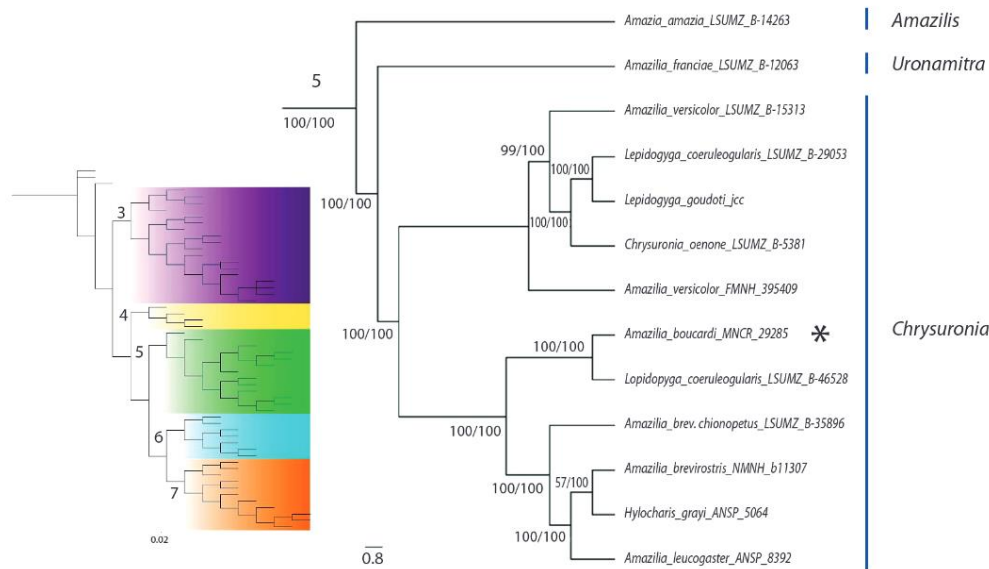 Amazia_amazia_LSUMZ_B-14263
Amazilis
5
Amazilia_franciae_LSUMZ_B-12063
Uronamitra
100/100
Amazilia_versicolor_LSUMZ_B-15313
99/100
Lepidogyga_coeruleogularis_LSUMZ_B-29053
100/100
100/100
Lepidogyga_goudoti_jcc
3
100/100
Chrysuronia_oenone_LSUMZ_B-5381
Amazilia_versicolor_FMNH_395409
4
100/100
Amazilia_boucardi_MNCR_29285 *
Chrysuronia
5
100/100
Lopidopyga_coeruleogularis_LSUMZ_B-46528
100/100
Amazilia_brev.chionopetus_LSUMZ_B-35896
6
Amazilia_brevirostris_NMNH_b11307
57/100
100/100
7
Hylocharis_grayi_ANSP_5064
100/100
0.02
0.8
Amazilia_leucogaster_ANSP_8392